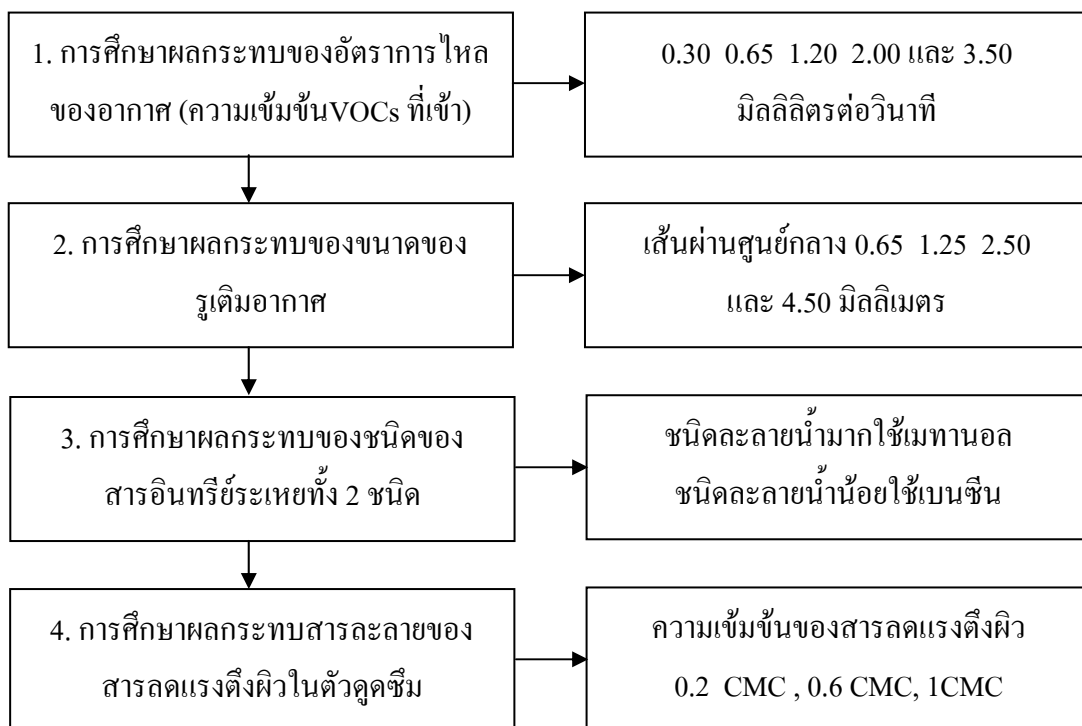 1. การศึกษาผลกระทบของอัตราการไหล
ของอากาศ (ความเข้มข้นVOCs ที่เข้า)
0.30 0.65 1.20 2.00 และ 3.50
มิลลิลิตรต่อวินาที
2. การศึกษาผลกระทบของขนาดของ
รูเติมอากาศ
เส้นผ่านศูนย์กลาง 0.65 1.25 2.50
และ 4.50 มิลลิเมตร
3. การศึกษาผลกระทบของชนิดของ
สารอินทรีย์ระเหยทั้ง 2 ชนิด
ชนิดละลายน้ำมากใช้เมทานอล
ชนิดละลายน้ำน้อยใช้เบนซีน
4. การศึกษาผลกระทบสารละลายของ
สารลดแรงตึงผิวในตัวดูดซึม
ความเข้มข้นของสารลดแรงตึงผิว
0.2 CMC , 0.6 CMC, 1CMC